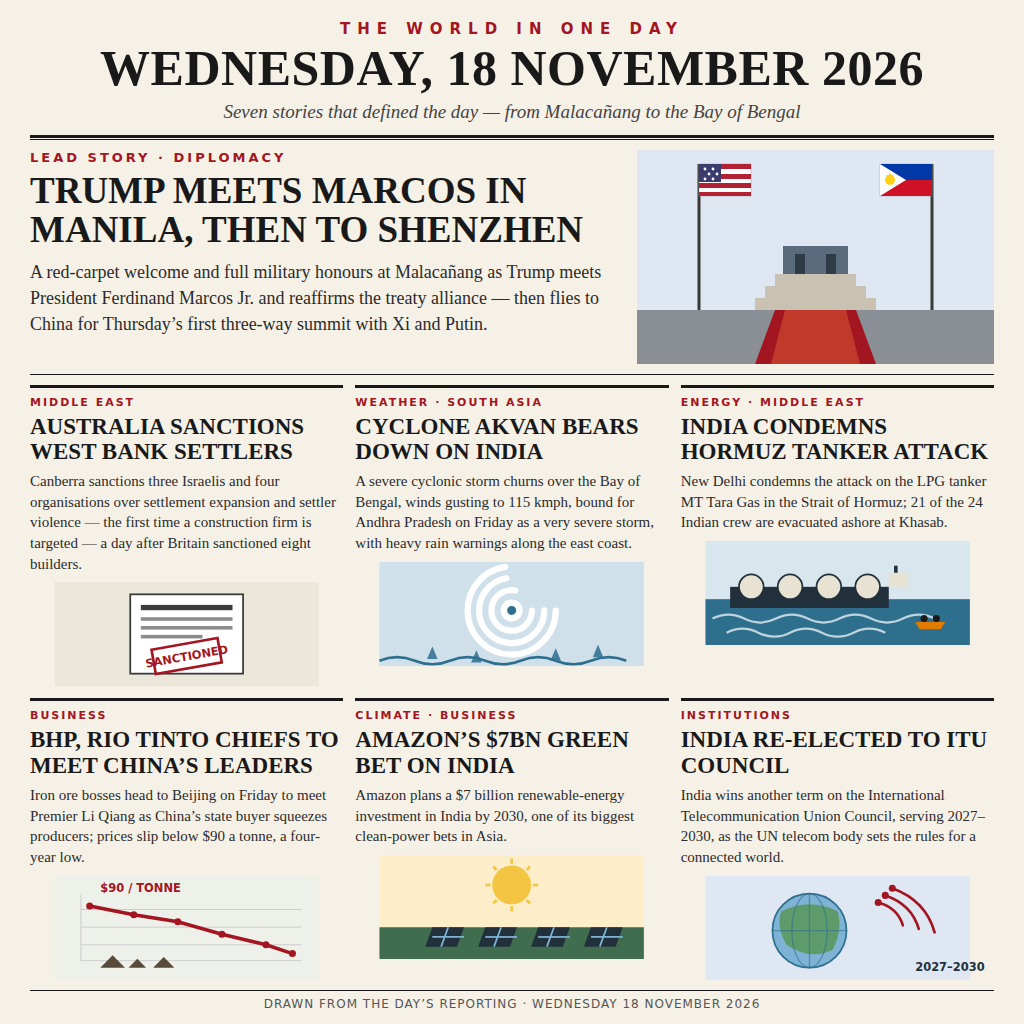 THE WORLD IN ONE DAY
WEDNESDAY, 18 NOVEMBER 2026
Seven stories that defined the day — from Malacañang to the Bay of Bengal
LEAD STORY · DIPLOMACY
TRUMP MEETS MARCOS IN
MANILA, THEN TO SHENZHEN
A red-carpet welcome and full military honours at Malacañang as Trump meets
President Ferdinand Marcos Jr. and reaffirms the treaty alliance — then flies to
China for Thursday’s first three-way summit with Xi and Putin.
MIDDLE EAST
AUSTRALIA SANCTIONS
WEST BANK SETTLERS
Canberra sanctions three Israelis and four
organisations over settlement expansion and settler
violence — the first time a construction firm is
targeted — a day after Britain sanctioned eight
builders.
SANCTIONED
WEATHER · SOUTH ASIA
CYCLONE AKVAN BEARS
DOWN ON INDIA
A severe cyclonic storm churns over the Bay of
Bengal, winds gusting to 115 kmph, bound for
Andhra Pradesh on Friday as a very severe storm,
with heavy rain warnings along the east coast.
ENERGY · MIDDLE EAST
INDIA CONDEMNS
HORMUZ TANKER ATTACK
New Delhi condemns the attack on the LPG tanker
MT Tara Gas in the Strait of Hormuz; 21 of the 24
Indian crew are evacuated ashore at Khasab.
BUSINESS
BHP, RIO TINTO CHIEFS TO
MEET CHINA’S LEADERS
Iron ore bosses head to Beijing on Friday to meet
Premier Li Qiang as China’s state buyer squeezes
producers; prices slip below $90 a tonne, a four-
year low.
$90 / TONNE
CLIMATE · BUSINESS
AMAZON’S $7BN GREEN
BET ON INDIA
Amazon plans a $7 billion renewable-energy
investment in India by 2030, one of its biggest
clean-power bets in Asia.
INSTITUTIONS
INDIA RE-ELECTED TO ITU
COUNCIL
India wins another term on the International
Telecommunication Union Council, serving 2027–
2030, as the UN telecom body sets the rules for a
connected world.
2027–2030
DRAWN FROM THE DAY’S REPORTING · WEDNESDAY 18 NOVEMBER 2026